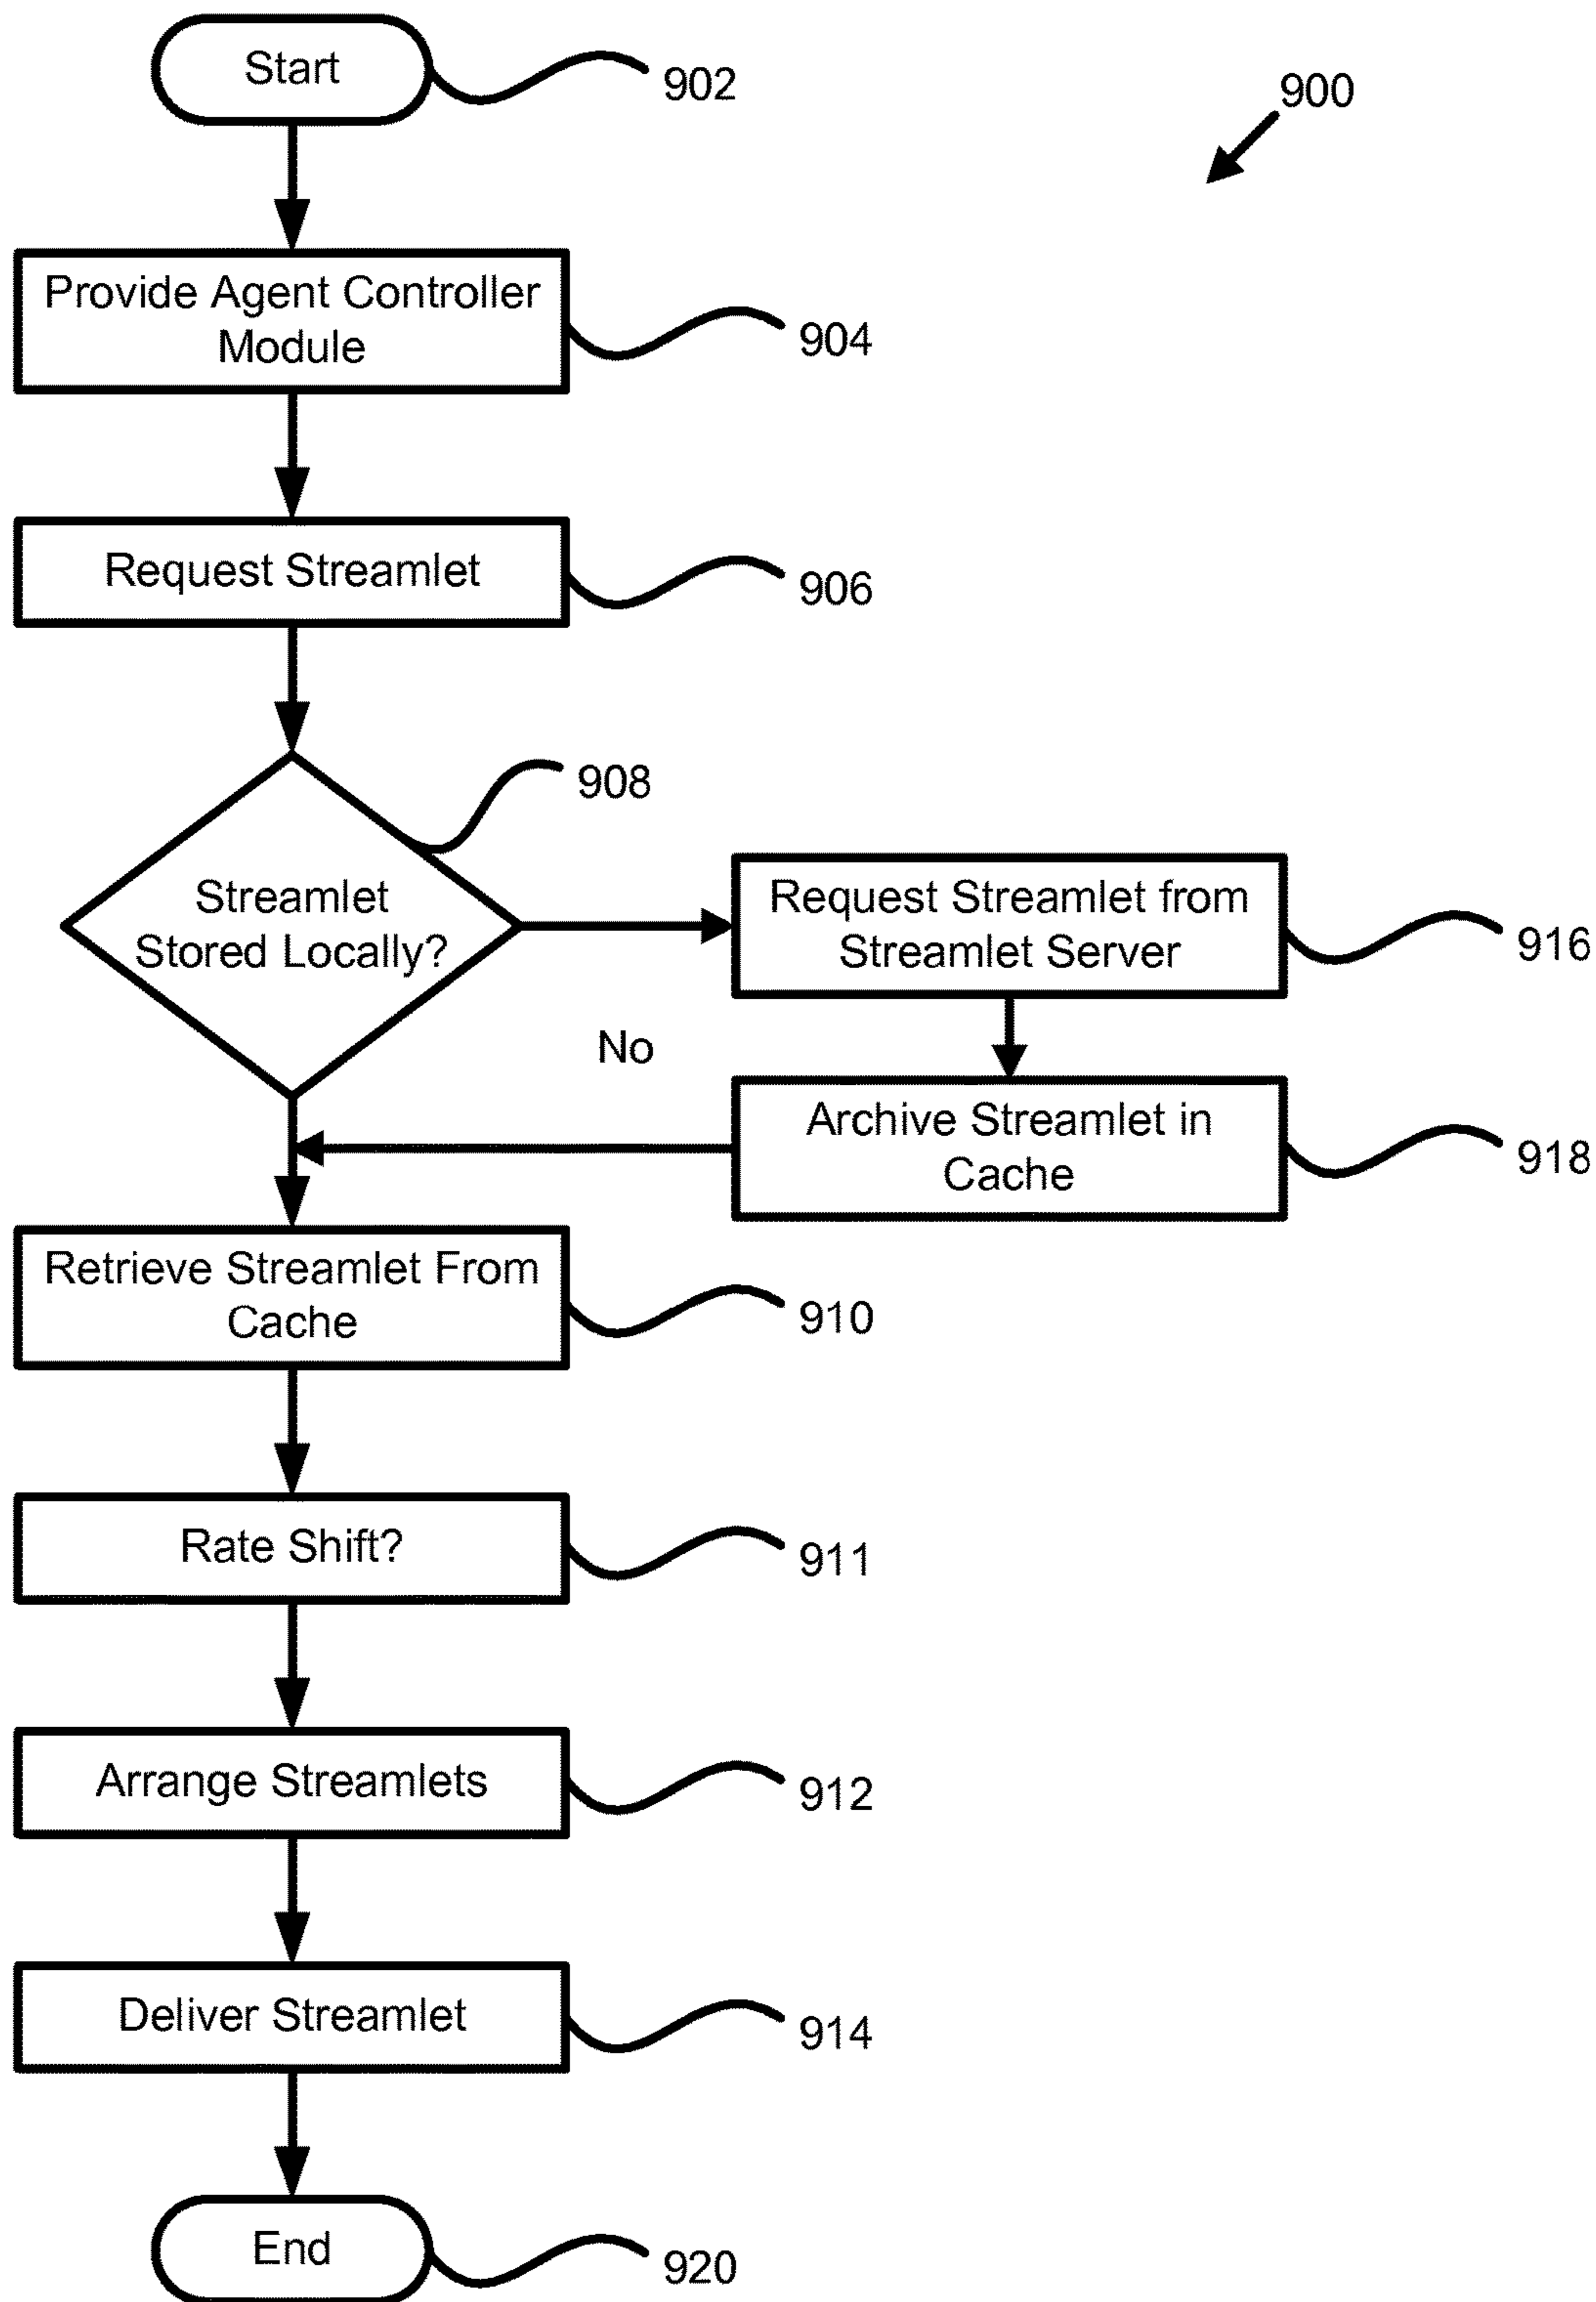 Start
902
900
Provide Agent Controller
Module
904
Request Streamlet
906
908
Streamlet
Stored Locally?
Request Streamlet from
Streamlet Server
916
No
Archive Streamlet in
Cache
918
Retrieve Streamlet From
Cache
910
Rate Shift?
911
Arrange Streamlets
912
Deliver Streamlet
914
End
920